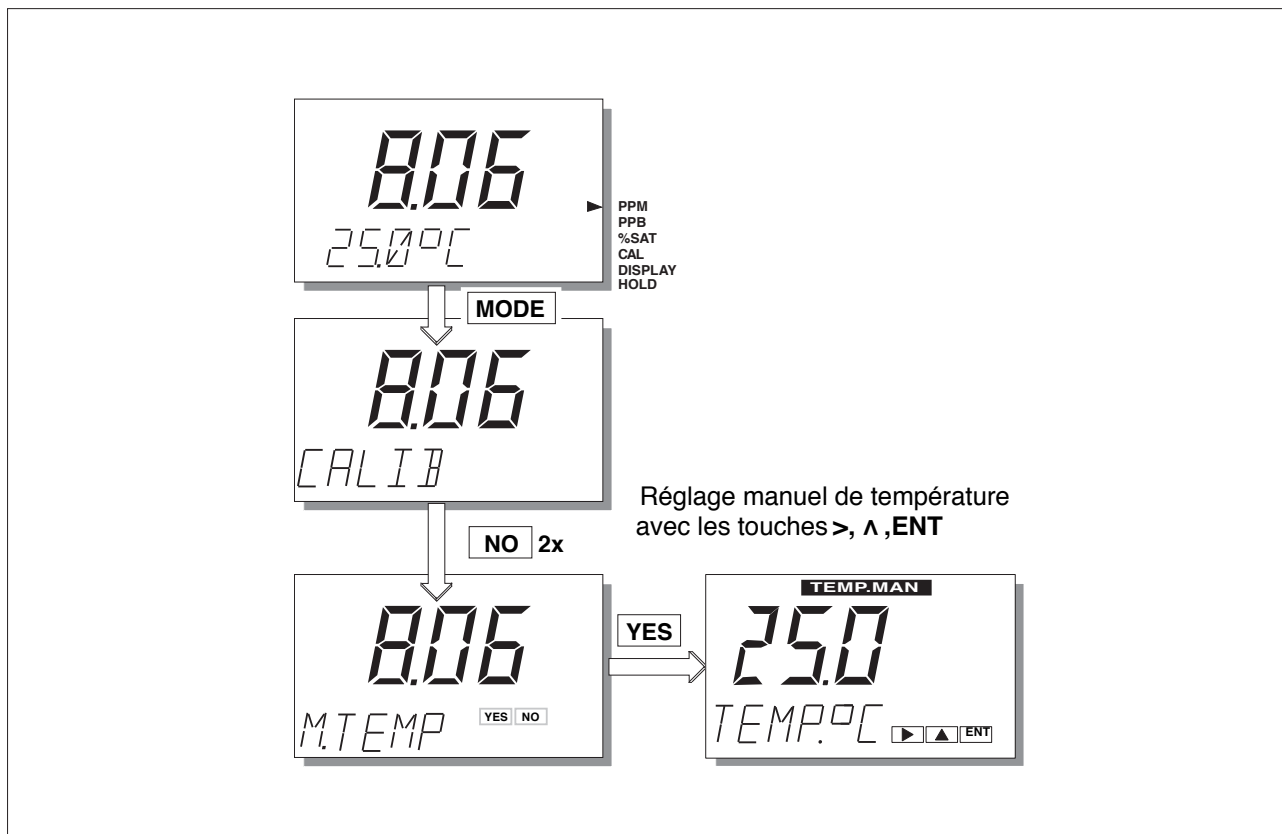 8.06
25.0°C
PPM
PPB
%SAT
CAL
DISPLAY
HOLD
MODE
8.06
CALIB
NO 2x
Réglage manuel de température
avec les touches >, ∧ ,ENT
8.06
M.TEMP YES NO
YES
TEMP.MAN
25.0
TEMP.°C ▶ ▲ ENT